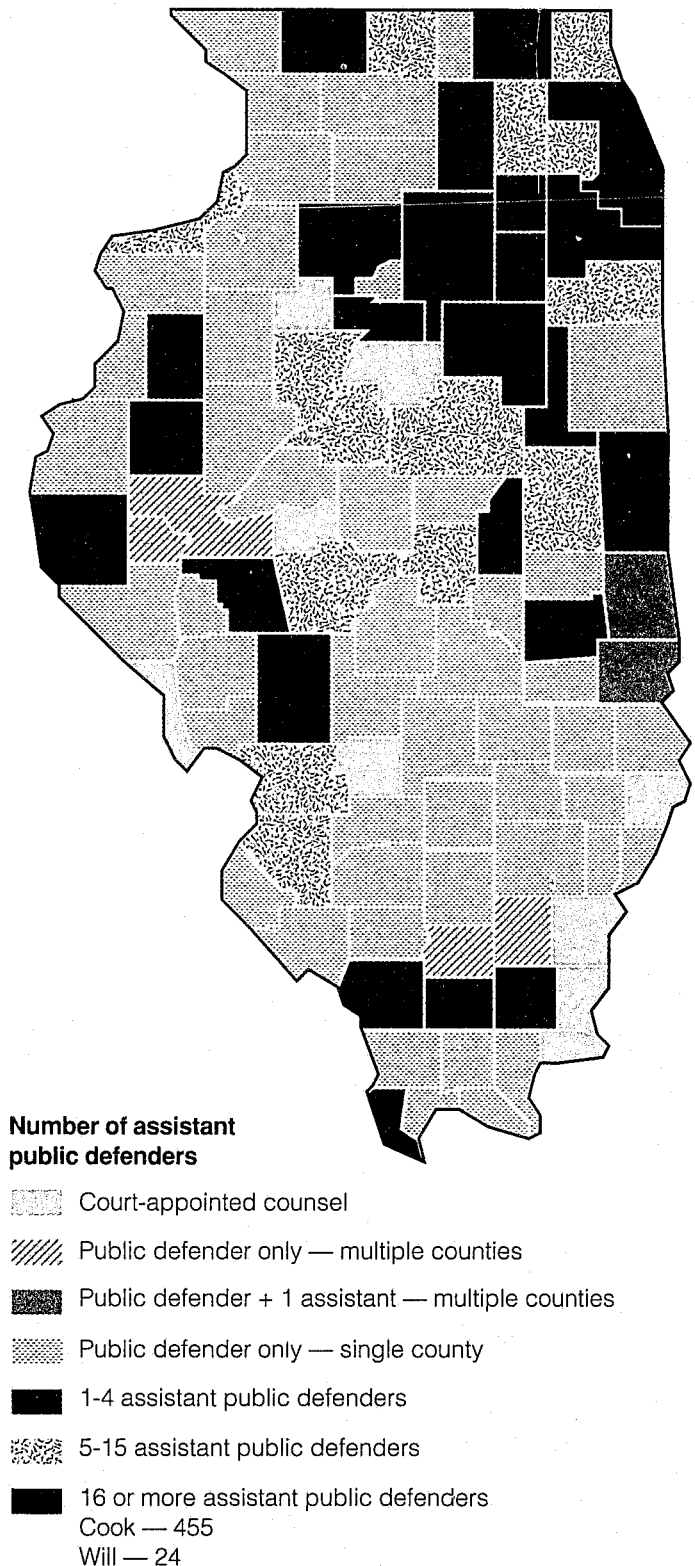 Number of assistant
public defenders
Court-appointed counsel
Public defender only — multiple counties
Public defender + 1 assistant — multiple counties
Public defender only — single county
1-4 assistant public defenders
5-15 assistant public defenders
16 or more assistant public defenders
Cook — 455
Will — 24